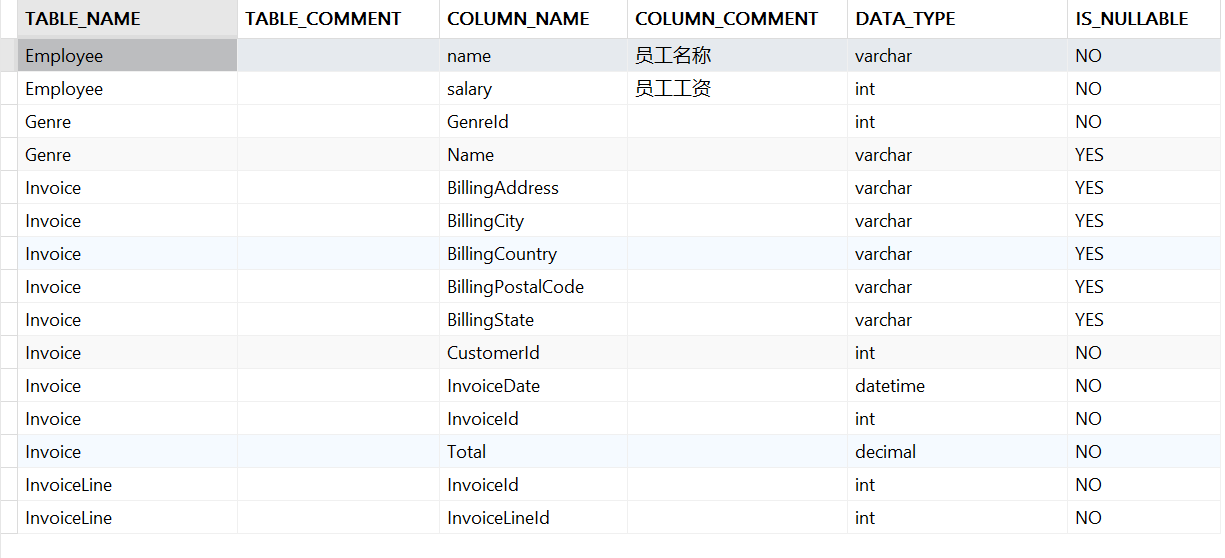 TABLE_NAME TABLE_COMMENT COLUMN_NAME COLUMN_COMMENT DATA_TYPE IS_NULLABLE
Employee name 员工名称 varchar NO
Employee salary 员工工资 int NO
Genre GenreId int NO
Genre Name varchar YES
Invoice BillingAddress varchar YES
Invoice BillingCity varchar YES
Invoice BillingCountry varchar YES
Invoice BillingPostalCode varchar YES
Invoice BillingState varchar YES
Invoice CustomerId int NO
Invoice InvoiceDate datetime NO
Invoice InvoiceId int NO
Invoice Total decimal NO
InvoiceLine InvoiceId int NO
InvoiceLine InvoiceLineId int NO